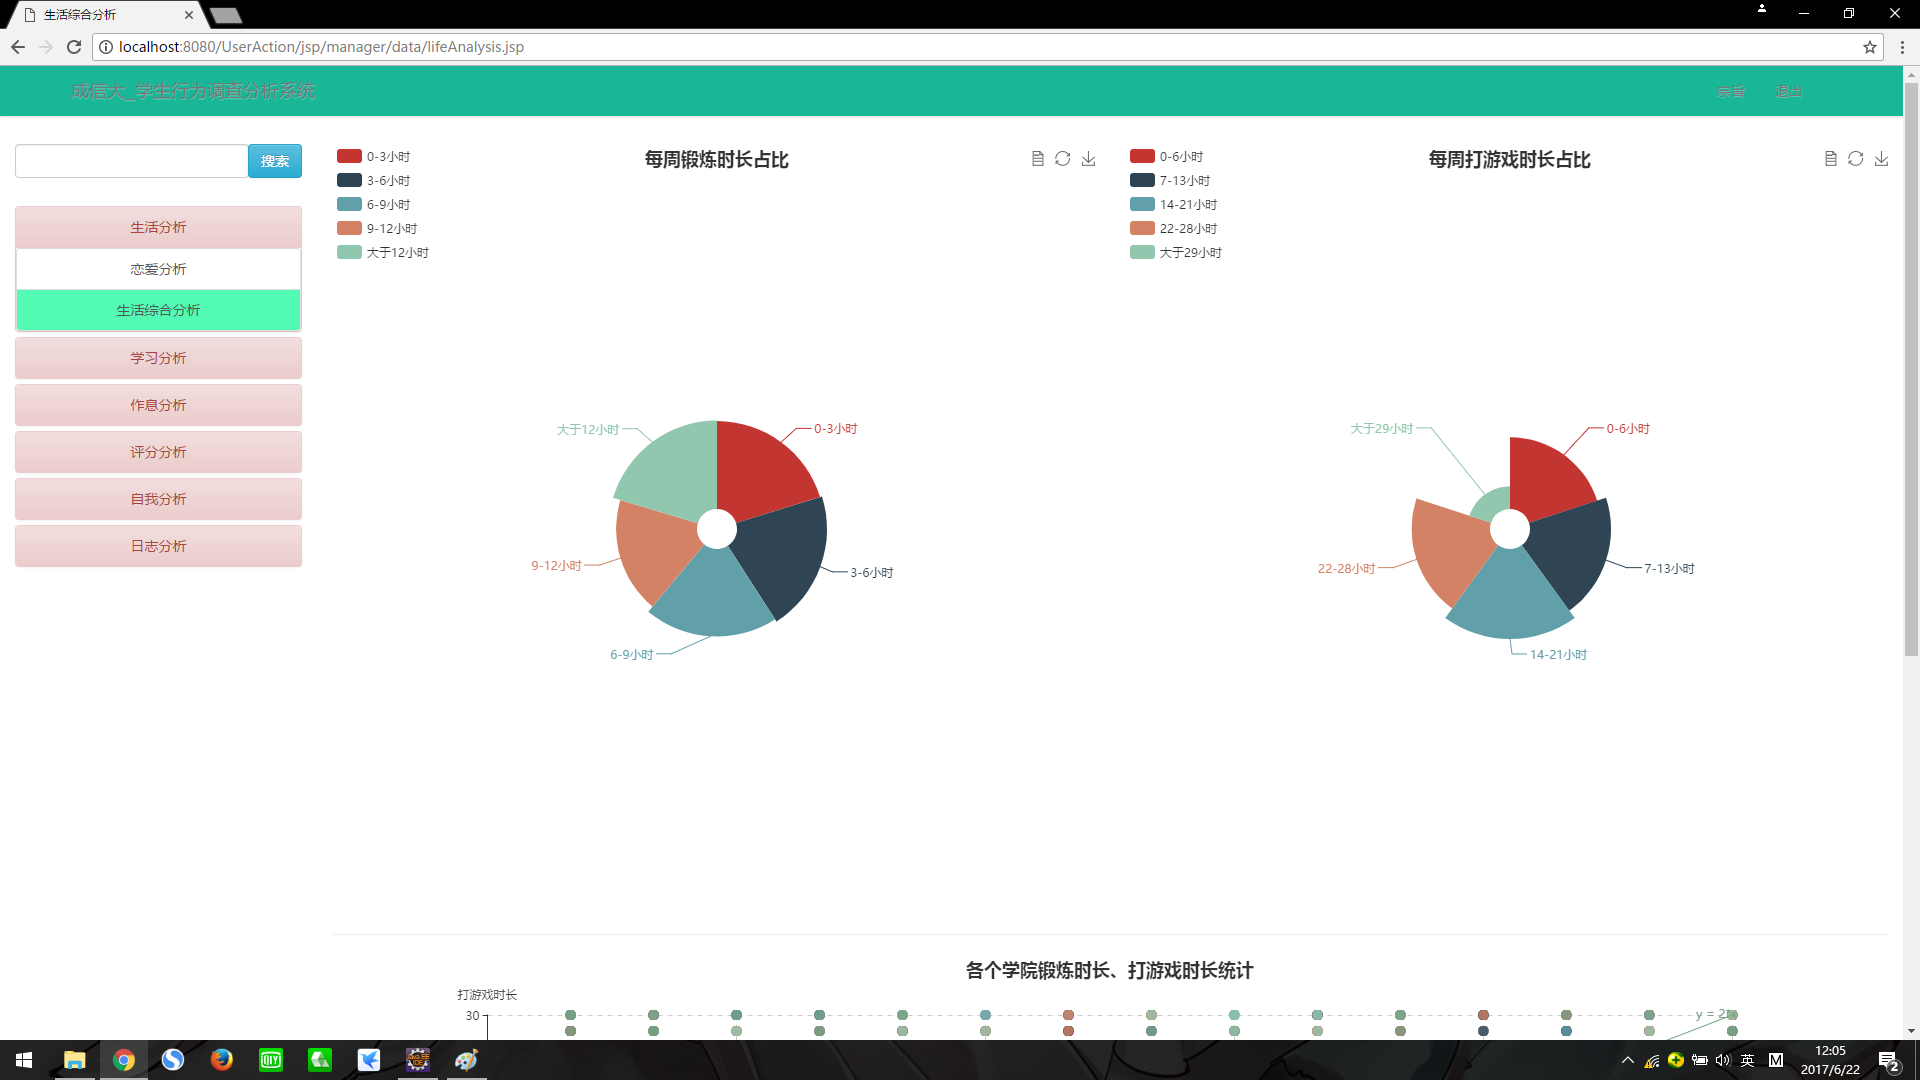 生活综合分析
localhost:8080/UserAction/jsp/manager/data/lifeAnalysis.jsp
成信大_学生行为调查分析系统
退出
搜索
生活分析
恋爱分析
生活综合分析
学习分析
作息分析
评分分析
自我分析
日志分析
每周锻炼时长占比
0-3小时
3-6小时
6-9小时
9-12小时
大于12小时
大于12小时
0-3小时
9-12小时
3-6小时
6-9小时
每周打游戏时长占比
0-6小时
7-13小时
14-21小时
22-28小时
大于29小时
大于29小时
0-6小时
22-28小时
7-13小时
14-21小时
各个学院锻炼时长、打游戏时长统计
打游戏时长
30
DIY
英
M
12:05
2017/6/22
2